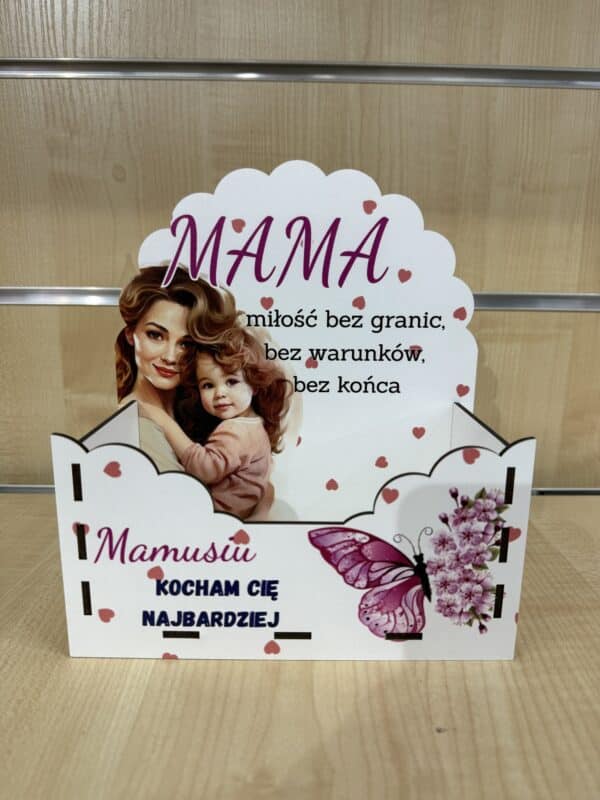 MAMA
miłość bez granic,
bez warunków,
bez końca
Mamusiu
KOCHAM CIĘ
NAJBARDZIEJ